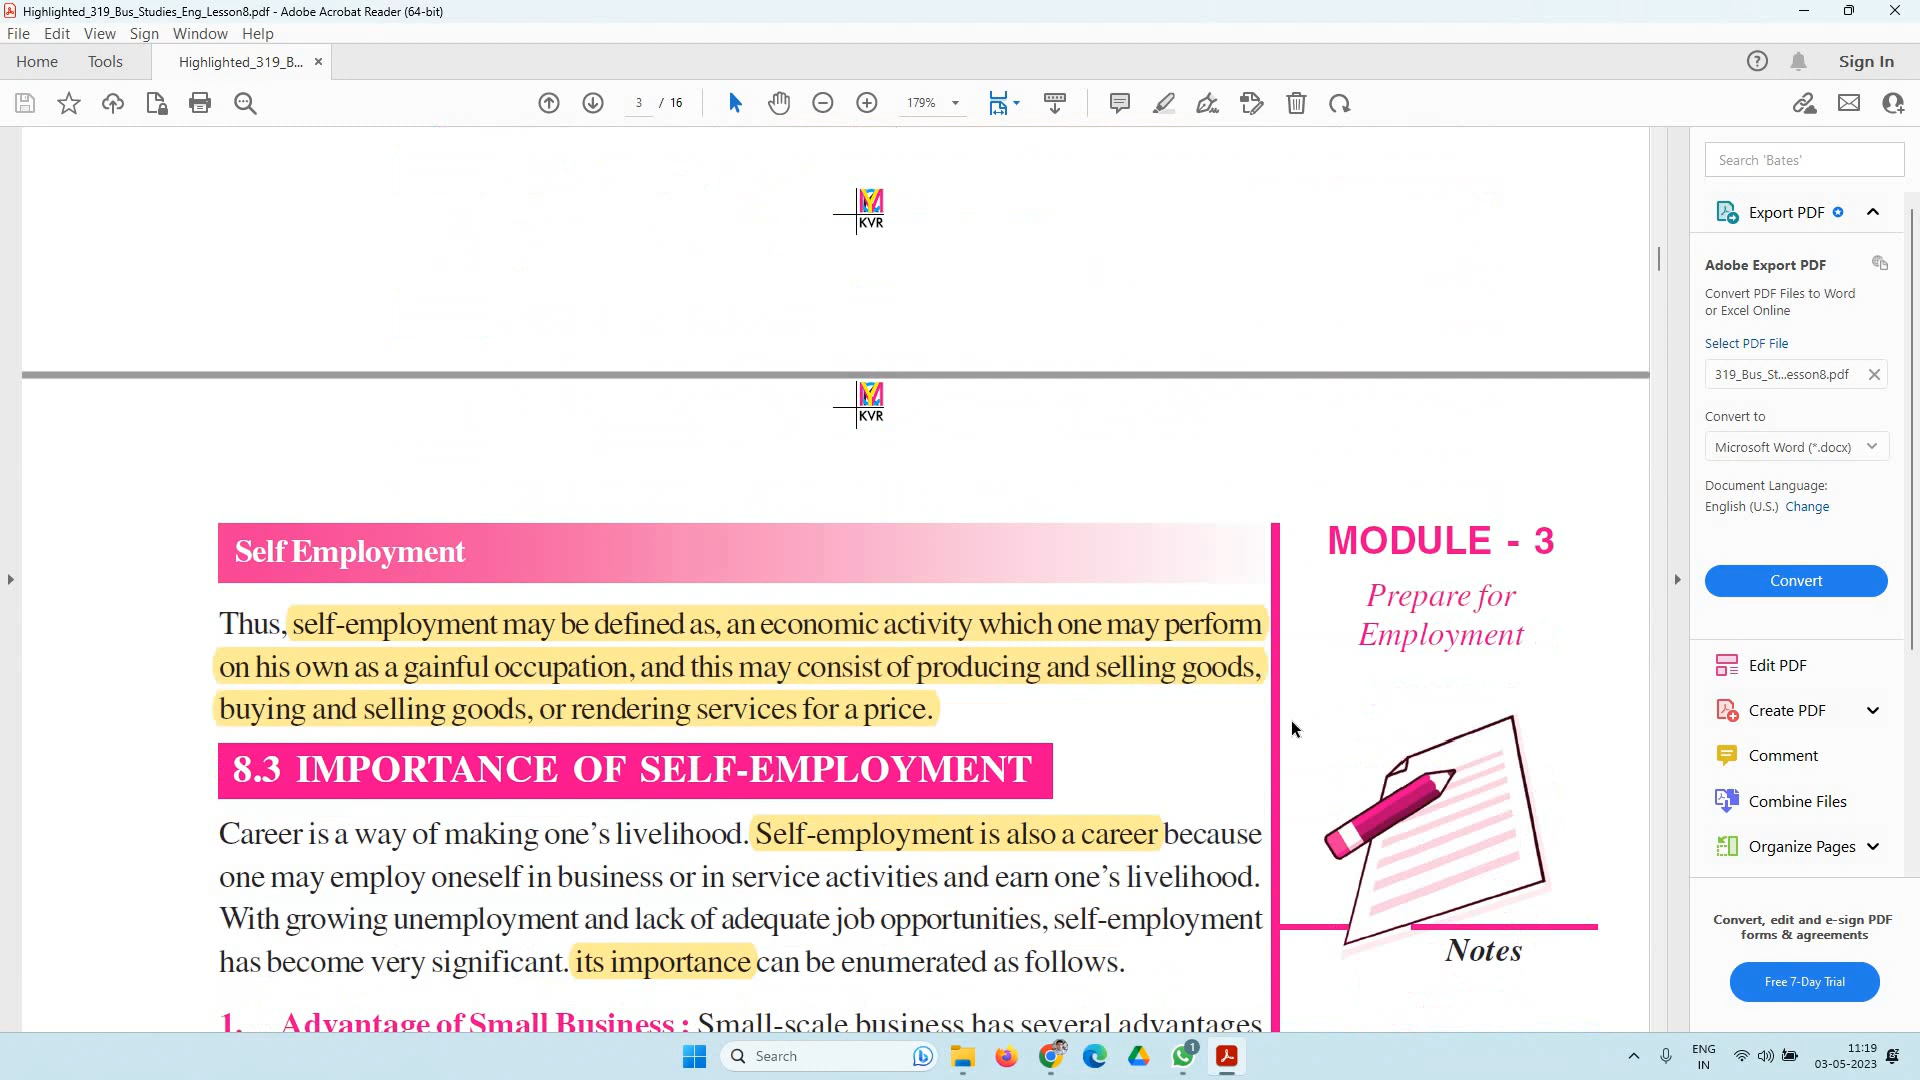 Highlighted_319_Bus_Studies_Eng_Lesson8.pdf - Adobe Acrobat Reader (64-bit)
File Edit View Sign Window Help
Home Tools Highlighted_319_B... × Sign In
3 / 16 179%
Search 'Bates'
KVR
Export PDF
Adobe Export PDF
Convert PDF Files to Word
or Excel Online
Select PDF File
319_Bus_St...esson8.pdf
Convert to
Microsoft Word (*.docx)
Document Language:
English (U.S.) Change
Convert
Edit PDF
Create PDF
Comment
Combine Files
Organize Pages
Convert, edit and e-sign PDF
forms & agreements
Free 7-Day Trial
KVR
Self Employment
MODULE - 3
Prepare for
Employment
Notes
Thus, self-employment may be defined as, an economic activity which one may perform
on his own as a gainful occupation, and this may consist of producing and selling goods,
buying and selling goods, or rendering services for a price.
8.3 IMPORTANCE OF SELF-EMPLOYMENT
Career is a way of making one's livelihood. Self-employment is also a career because
one may employ oneself in business or in service activities and earn one's livelihood.
With growing unemployment and lack of adequate job opportunities, self-employment
has become very significant. its importance can be enumerated as follows.
1. Advantage of Small Business : Small-scale business has several advantages
Search
1
ENG
IN
11:19
03-05-2023